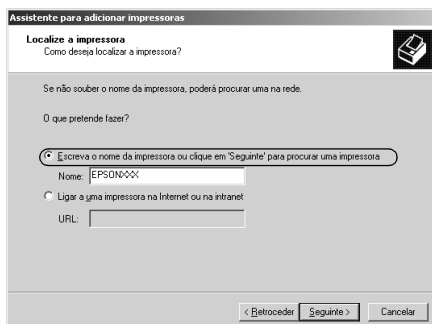 Assistente para adicionar impressoras
Localize a impressora
Como deseja localizar a impressora?
Se não souber o nome da impressora, poderá procurar uma na rede.
O que pretende fazer?
Escreva o nome da impressora ou clique em 'Seguinte' para procurar uma impressora
Nome: EPSONXXX
Ligar a uma impressora na Internet ou na intranet
URL:
< Retroceder Seguinte > Cancelar